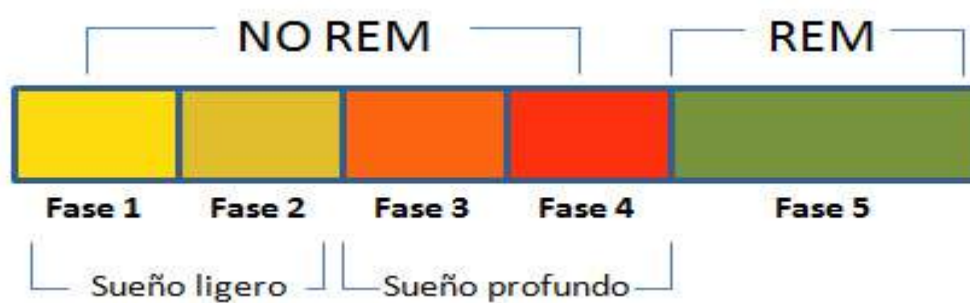 NO REM REM
Fase 1 Fase 2 Fase 3 Fase 4 Fase 5
Sueño ligero Sueño profundo